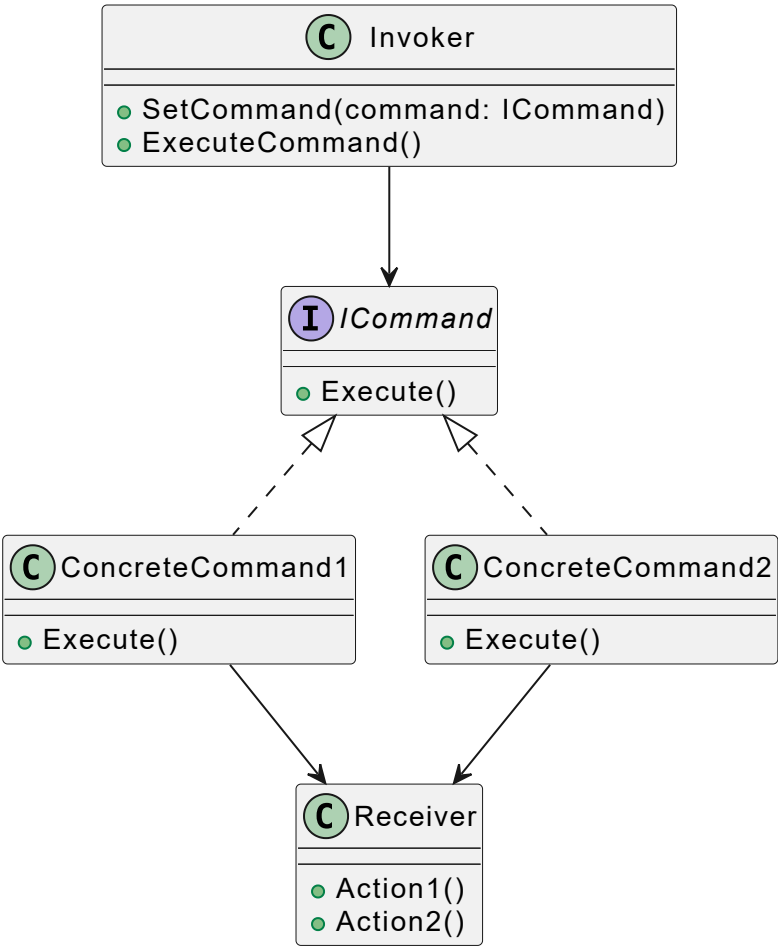 C Invoker
SetCommand(command: ICommand)
ExecuteCommand()
I ICommand
Execute()
C ConcreteCommand1
Execute()
C ConcreteCommand2
Execute()
C Receiver
Action1()
Action2()